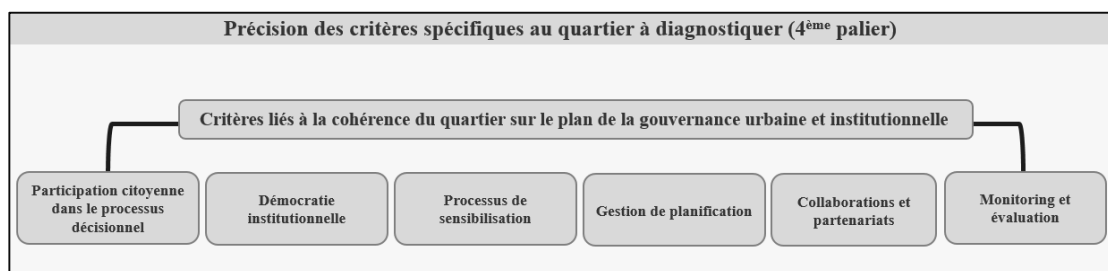 Précision des critères spécifiques au quartier à diagnostiquer (4ème palier)
Critères liés à la cohérence du quartier sur le plan de la gouvernance urbaine et institutionnelle
Participation citoyenne
dans le processus
décisionnel
Démocratie
institutionnelle
Processus de
sensibilisation
Gestion de planification
Collaborations et
partenariats
Monitoring et
évaluation